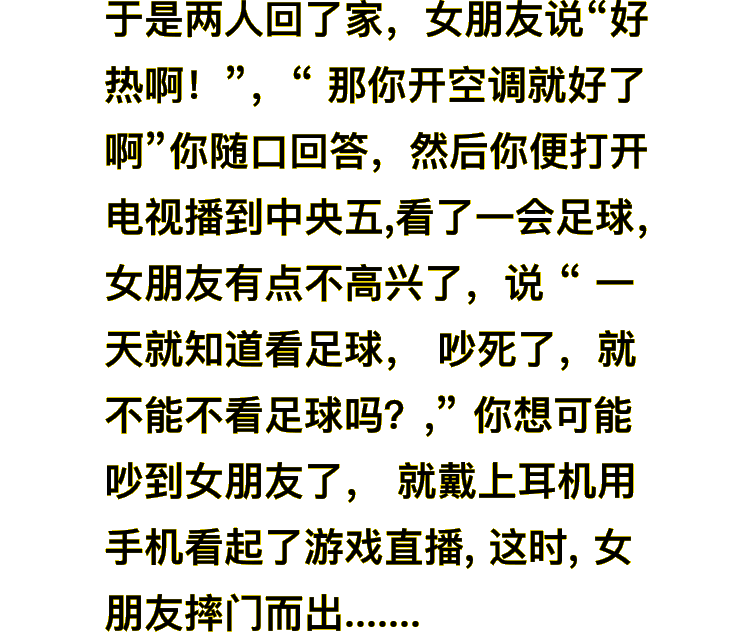 于是两人回了家，女朋友说“好
热啊！”，“ 那你开空调就好了
啊”你随口回答，然后你便打开
电视播到中央五,看了一会足球,
女朋友有点不高兴了，说 “ 一
天就知道看足球， 吵死了，就
不能不看足球吗？,” 你想可能
吵到女朋友了， 就戴上耳机用
手机看起了游戏直播, 这时, 女
朋友摔门而出.......